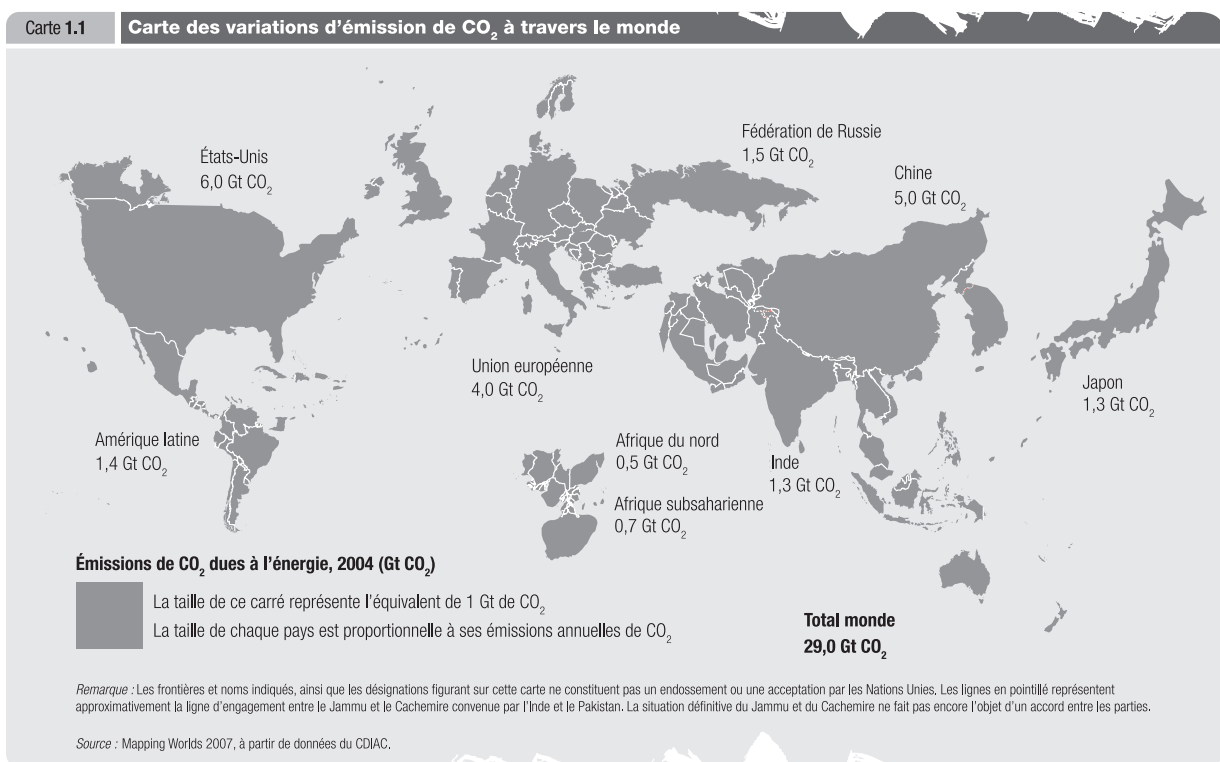 Carte 1.1
Carte des variations d'émission de CO₂ à travers le monde
États-Unis
6,0 Gt CO₂
Fédération de Russie
1,5 Gt CO₂
Chine
5,0 Gt CO₂
Union européenne
4,0 Gt CO₂
Japon
1,3 Gt CO₂
Amérique latine
1,4 Gt CO₂
Afrique du nord
0,5 Gt CO₂
Inde
1,3 Gt CO₂
Afrique subsaharienne
0,7 Gt CO₂
Émissions de CO₂ dues à l'énergie, 2004 (Gt CO₂)
La taille de ce carré représente l'équivalent de 1 Gt de CO₂
La taille de chaque pays est proportionnelle à ses émissions annuelles de CO₂
Total monde
29,0 Gt CO₂
Remarque : Les frontières et noms indiqués, ainsi que les désignations figurant sur cette carte ne constituent pas un endossement ou une acceptation par les Nations Unies. Les lignes en pointillé représentent
approximativement la ligne d'engagement entre le Jammu et le Cachemire convenue par l'Inde et le Pakistan. La situation définitive du Jammu et du Cachemire ne fait pas encore l'objet d'un accord entre les parties.
Source : Mapping Worlds 2007, à partir de données du CDIAC.